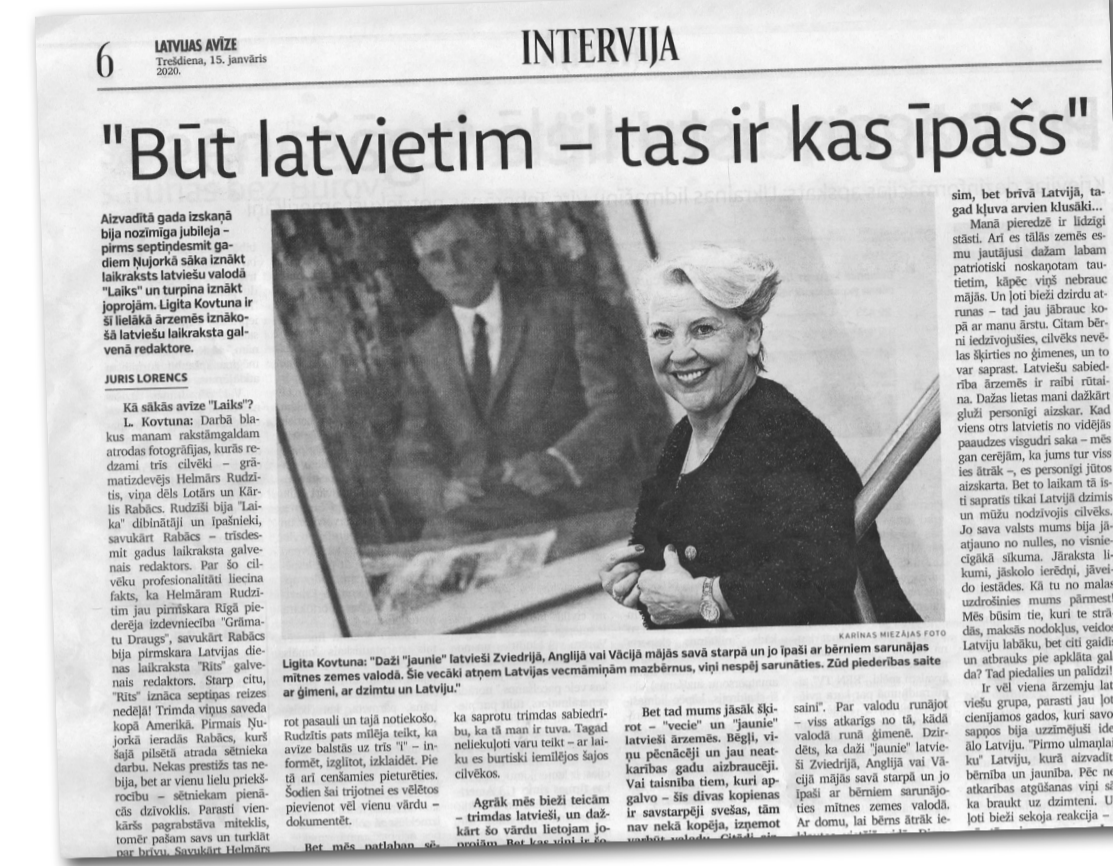 6
LATVIJAS AVĪZE
Trešdiena, 15. janvāris
2020.
INTERVIJA
"Būt latvietim – tas ir kas īpašs"
Aizvadītā gada izskaņā
bija nozīmīga jubileja –
pirms septiņdesmit ga-
diem Ņujorkā sāka iznākt
laikraksts latviešu valodā
"Laiks" un turpina iznākt
joprojām. Ligita Kovtuna ir
šī lielākā ārzemēs iznāko-
šā latviešu laikraksta gal-
venā redaktore.
JURIS LORENCS
Kā sākās avīze "Laiks"?
L. Kovtuna: Darbā bla-
kus manam rakstāmgaldam
atrodas fotogrāfijas, kurās re-
dzami trīs cilvēki – grā-
matizdevējs Helmārs Rudzī-
tis, viņa dēls Lotārs un Kār-
lis Rabācs. Rudzīši bija "Lai-
ka" dibinātāji un īpašnieki,
savukārt Rabācs – trīsdes-
mit gadus laikraksta galve-
nais redaktors. Par šo cil-
vēku profesionalitāti liecina
fakts, ka Helmāram Rudzī-
tim jau pirmskara Rīgā pie-
derēja izdevniecība "Grāma-
tu Draugs", savukārt Rabācs
bija pirmskara Latvijas die-
nas laikraksta "Rīts" galve-
nais redaktors. Starp citu,
"Rīts" iznāca septiņas reizes
nedēļā! Trimda viņus saveda
kopā Amerikā. Pirmais Ņu-
jorkā ieradās Rabācs, kurš
šajā pilsētā atrada sētnieka
darbu. Nekas prestižs tas ne-
bija, bet ar vienu lielu priekš-
rocību – sētniekam pienā-
cās dzīvoklis. Parasti vien-
kāršs pagrabstāva miteklis,
tomēr pašam savs un turklāt
par brīvu. Savukārt Helmārs
KARĪNAS MIEZĀJAS FOTO
Ligita Kovtuna: "Daži "jaunie" latvieši Zviedrijā, Anglijā vai Vācijā mājās savā starpā un jo īpaši ar bērniem sarunājas
mītnes zemes valodā. Šie vecāki atņem Latvijas vecmāmiņām mazbērnus, viņi nespēj sarunāties. Zūd piederības saite
ar ģimeni, ar dzimtu un Latviju."
rot pasauli un tajā notiekošo.
Rudzītis pats mīlēja teikt, ka
avīze balstās uz trīs "i" – in-
formēt, izglītot, izklaidēt. Pie
tā arī cenšamies pieturēties.
Šodien šai trijotnei es vēlētos
pievienot vēl vienu vārdu –
dokumentēt.
Bet mēs patlaban sē-
ka saprotu trimdas sabiedrī-
bu, ka tā man ir tuva. Tagad
neliekuļoti varu teikt – ar lai-
ku es burtiski iemīlējos šajos
cilvēkos.
Agrāk mēs bieži teicām
– trimdas latvieši, un daž-
kārt šo vārdu lietojam jo-
projām. Bet kas viņi ir šo-
Bet tad mums jāsāk šķi-
rot – "vecie" un "jaunie"
latvieši ārzemēs. Bēgļi, vi-
ņu pēcnācēji un jau neat-
karības gadu aizbraucēji.
Vai taisnība tiem, kuri ap-
galvo – šīs divas kopienas
ir savstarpēji svešas, tām
nav nekā kopēja, izņemot
varbūt valodu. Citādi
saini". Par valodu runājot
– viss atkarīgs no tā, kādā
valodā runā ģimenē. Dzir-
dēts, ka daži "jaunie" latvie-
ši Zviedrijā, Anglijā vai Vā-
cijā mājās savā starpā un jo
īpaši ar bērniem sarunājo-
ties mītnes zemes valodā.
Ar domu, lai bērns ātrāk ie-
sim, bet brīvā Latvijā, ta-
gad kļuva arvien klusāki...
Manā pieredzē ir līdzīgi
stāsti. Arī es tālās zemēs es-
mu jautājusi dažam labam
patriotiski noskaņotam tau-
tietim, kāpēc viņš nebrauc
mājās. Un ļoti bieži dzirdu at-
runas – tad jau jābrauc ko-
pā ar manu ārstu. Citam bēr-
ni iedzīvojušies, cilvēks nevē-
las šķirties no ģimenes, un to
var saprast. Latviešu sabied-
rība ārzemēs ir raibi rūtai-
na. Dažas lietas mani dažkārt
gluži personīgi aizskar. Kad
viens otrs latvietis no vidējās
paaudzes visgudri saka – mēs
gan cerējām, ka jums tur viss
ies ātrāk –, es personīgi jūtos
aizskarta. Bet to laikam tā īs-
ti sapratīs tikai Latvijā dzimis
un mūžu nodzīvojis cilvēks.
Jo sava valsts mums bija jā-
atjauno no nulles, no visnie-
cīgākā sīkuma. Jāraksta li-
kumi, jāskolo ierēdņi, jāvei-
do iestādes. Kā tu no malas
uzdrošinies mums pārmest!
Mēs būsim tie, kuri te strā-
dās, maksās nodokļus, veidos
Latviju labāku, bet citi gaidīs
un atbrauks pie apklāta gal-
da? Tad piedalies un palīdzi!
Ir vēl viena ārzemju lat-
viešu grupa, parasti jau ļoti
cienījamos gados, kuri savos
sapņos bija uzzīmējuši ide-
ālo Latviju. "Pirmo ulmaņla-
ku" Latviju, kurā aizvadīt
bērnība un jaunība. Pēc ne
atkarības atgūšanas viņi sā
ka braukt uz dzimteni. U
ļoti bieži sekoja reakcija –